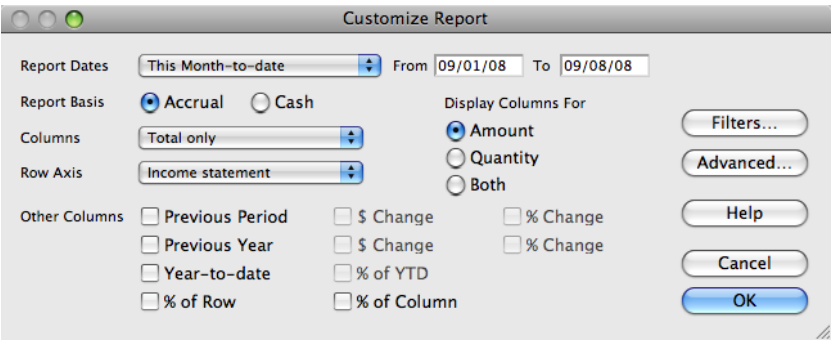 Customize Report
Report Dates This Month-to-date From 09/01/08 To 09/08/08
Report Basis Accrual Cash Display Columns For
Columns Total only Amount Filters...
Quantity Advanced...
Row Axis Income statement Both
Other Columns Previous Period $ Change % Change Help
Previous Year $ Change % Change
Year-to-date % of YTD Cancel
% of Row % of Column OK